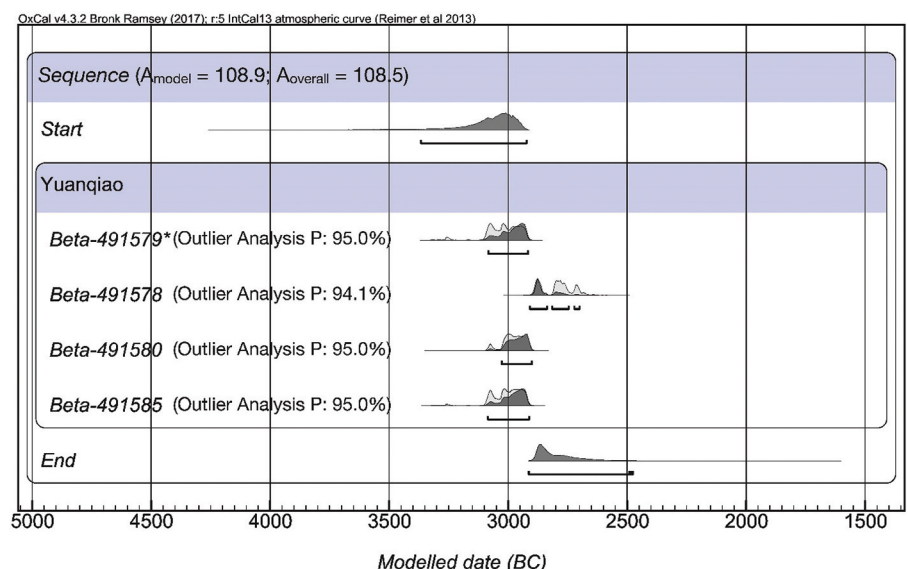 OxCal v4.3.2 Bronk Ramsey (2017); r:5 IntCal13 atmospheric curve (Reimer et al 2013)
Sequence (Amodel = 108.9; Aoverall = 108.5)
Start
Yuanqiao
Beta-491579* (Outlier Analysis P: 95.0%)
Beta-491578 (Outlier Analysis P: 94.1%)
Beta-491580 (Outlier Analysis P: 95.0%)
Beta-491585 (Outlier Analysis P: 95.0%)
End
5000 4500 4000 3500 3000 2500 2000 1500
Modelled date (BC)